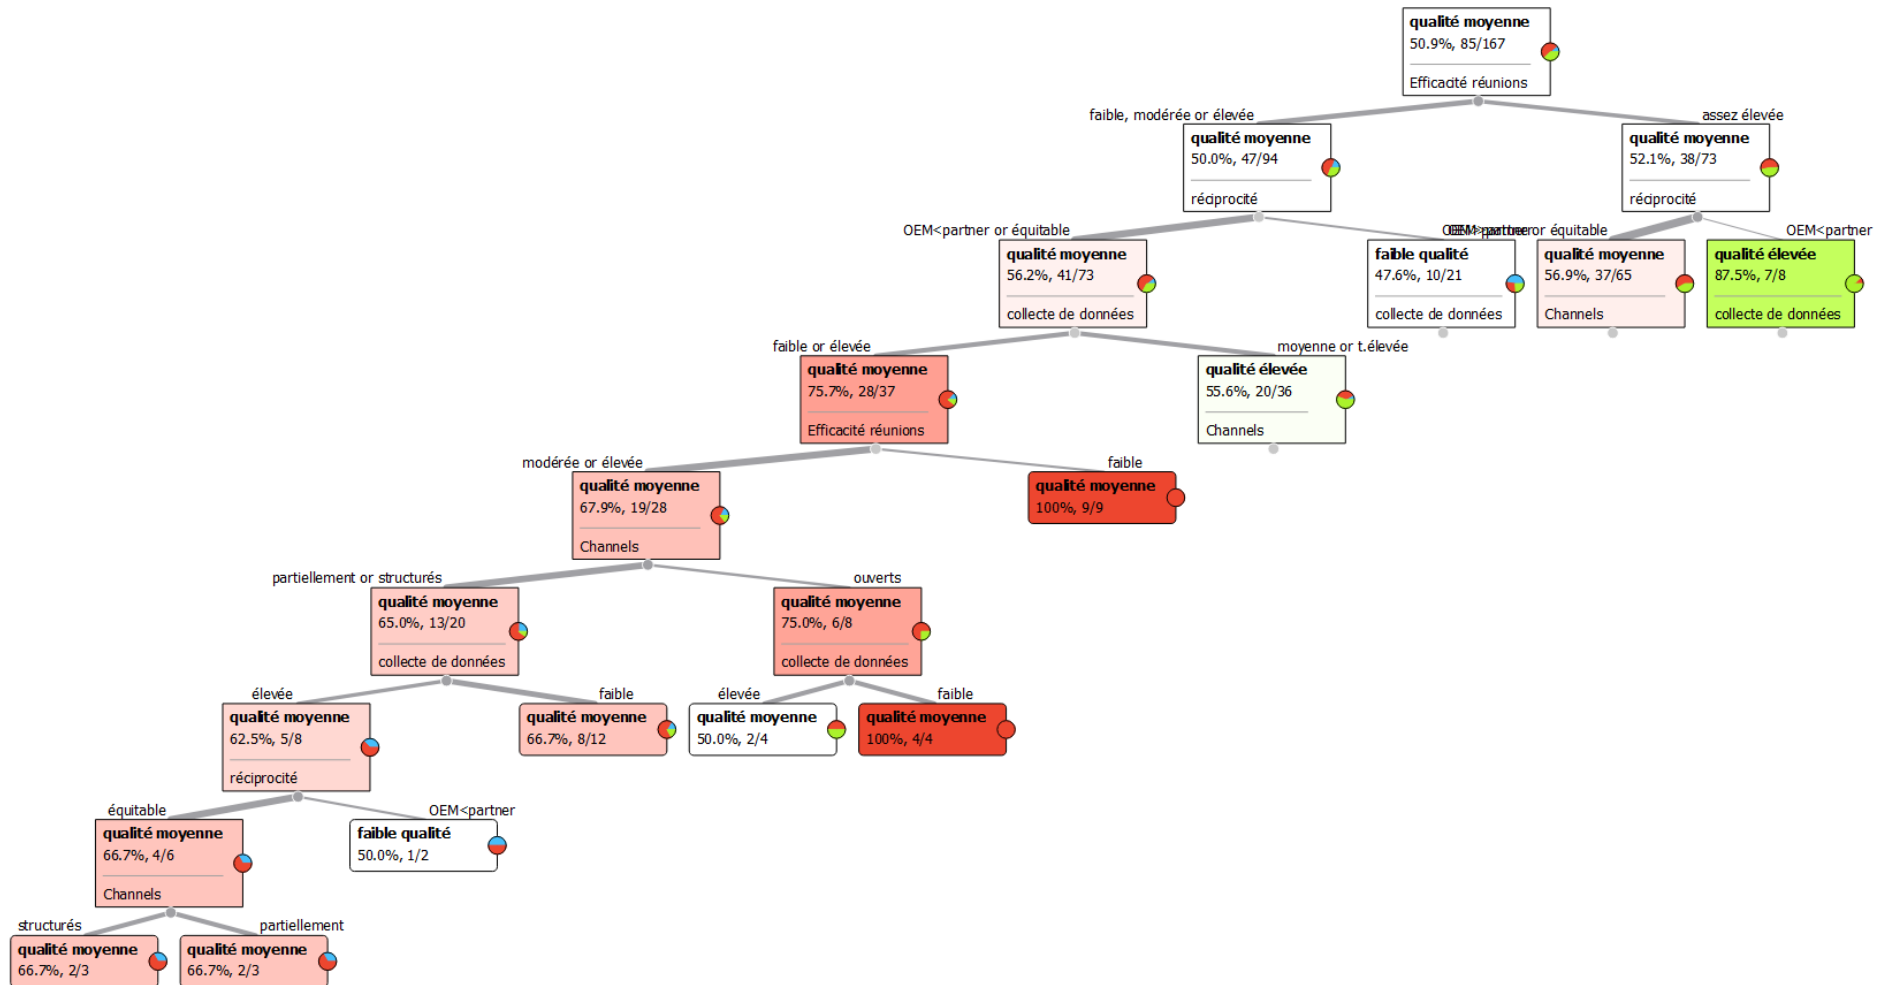 qualité moyenne
50.9%, 85/167
Efficacité réunions
faible, modérée or élevée
assez élevée
qualité moyenne
50.0%, 47/94
réciprocité
qualité moyenne
52.1%, 38/73
réciprocité
OEM<partner or équitable
or équitable
OEM<partner
qualité moyenne
56.2%, 41/73
collecte de données
faible qualité
47.6%, 10/21
collecte de données
qualité moyenne
56.9%, 37/65
Channels
qualité élevée
87.5%, 7/8
collecte de données
faible or élevée
moyenne or t.élevée
qualité moyenne
75.7%, 28/37
Efficacité réunions
qualité élevée
55.6%, 20/36
Channels
modérée or élevée
faible
qualité moyenne
67.9%, 19/28
Channels
qualité moyenne
100%, 9/9
partiellement or structurés
ouverts
qualité moyenne
65.0%, 13/20
collecte de données
qualité moyenne
75.0%, 6/8
collecte de données
élevée
faible
élevée
faible
qualité moyenne
62.5%, 5/8
réciprocité
qualité moyenne
66.7%, 8/12
qualité moyenne
50.0%, 2/4
qualité moyenne
100%, 4/4
équitable
OEM<partner
qualité moyenne
66.7%, 4/6
Channels
faible qualité
50.0%, 1/2
structurés
partiellement
qualité moyenne
66.7%, 2/3
qualité moyenne
66.7%, 2/3